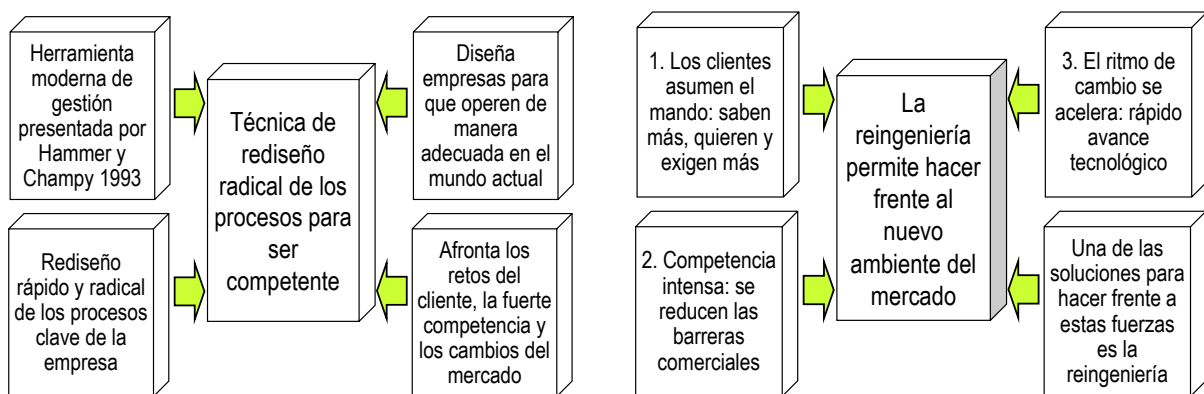 Herramienta
moderna de
gestión
presentada por
Hammer y
Champy 1993
Rediseño
rápido y radical
de los procesos
clave de la
empresa
Técnica de
rediseño
radical de los
procesos para
ser
competente
Diseña
empresas para
que operen de
manera
adecuada en el
mundo actual
Afronta los
retos del
cliente, la fuerte
competencia y
los cambios del
mercado
1. Los clientes
asumen el
mando: saben
más, quieren y
exigen más
2. Competencia
intensa: se
reducen las
barreras
comerciales
La
reingeniería
permite hacer
frente al
nuevo
ambiente del
mercado
3. El ritmo de
cambio se
acelera: rápido
avance
tecnológico
Una de las
soluciones para
hacer frente a
estas fuerzas
es la
reingeniería